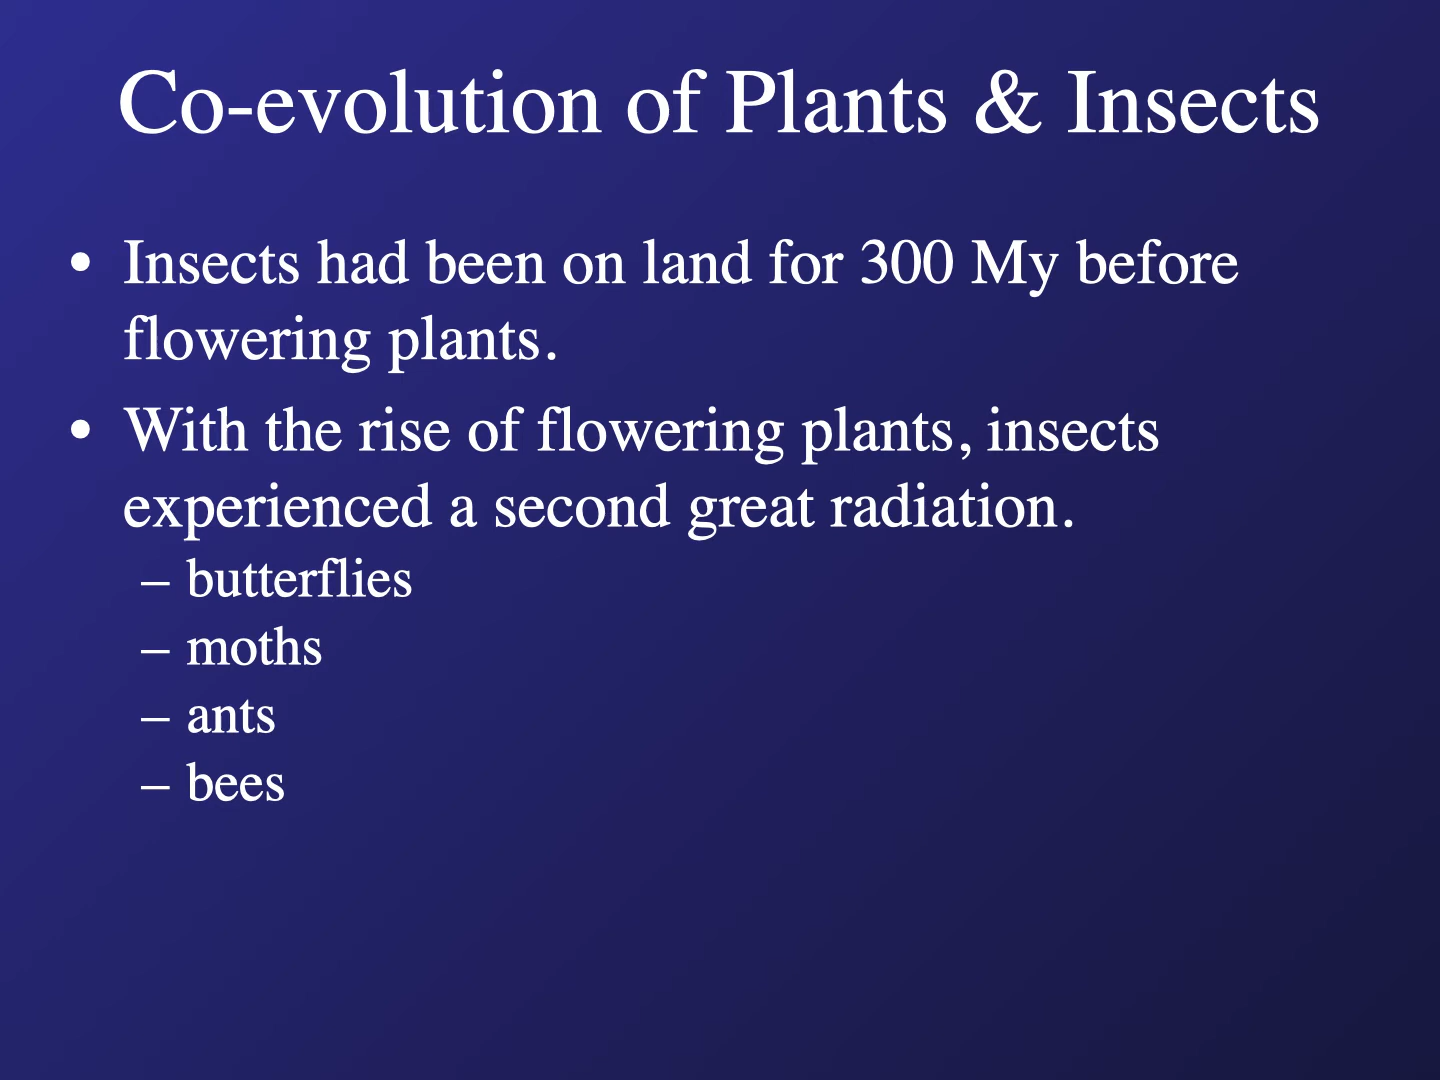 Co-evolution of Plants & Insects
• Insects had been on land for 300 My before
flowering plants.
• With the rise of flowering plants, insects
experienced a second great radiation.
– butterflies
– moths
– ants
– bees